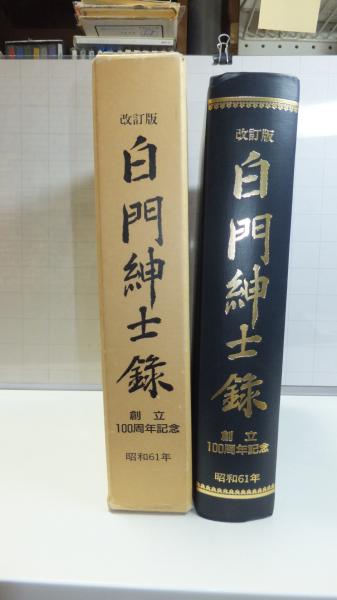 改訂版
白門紳士録
創立
100周年記念
昭和61年
改訂版
白門紳士録
創立
100周年記念
昭和61年